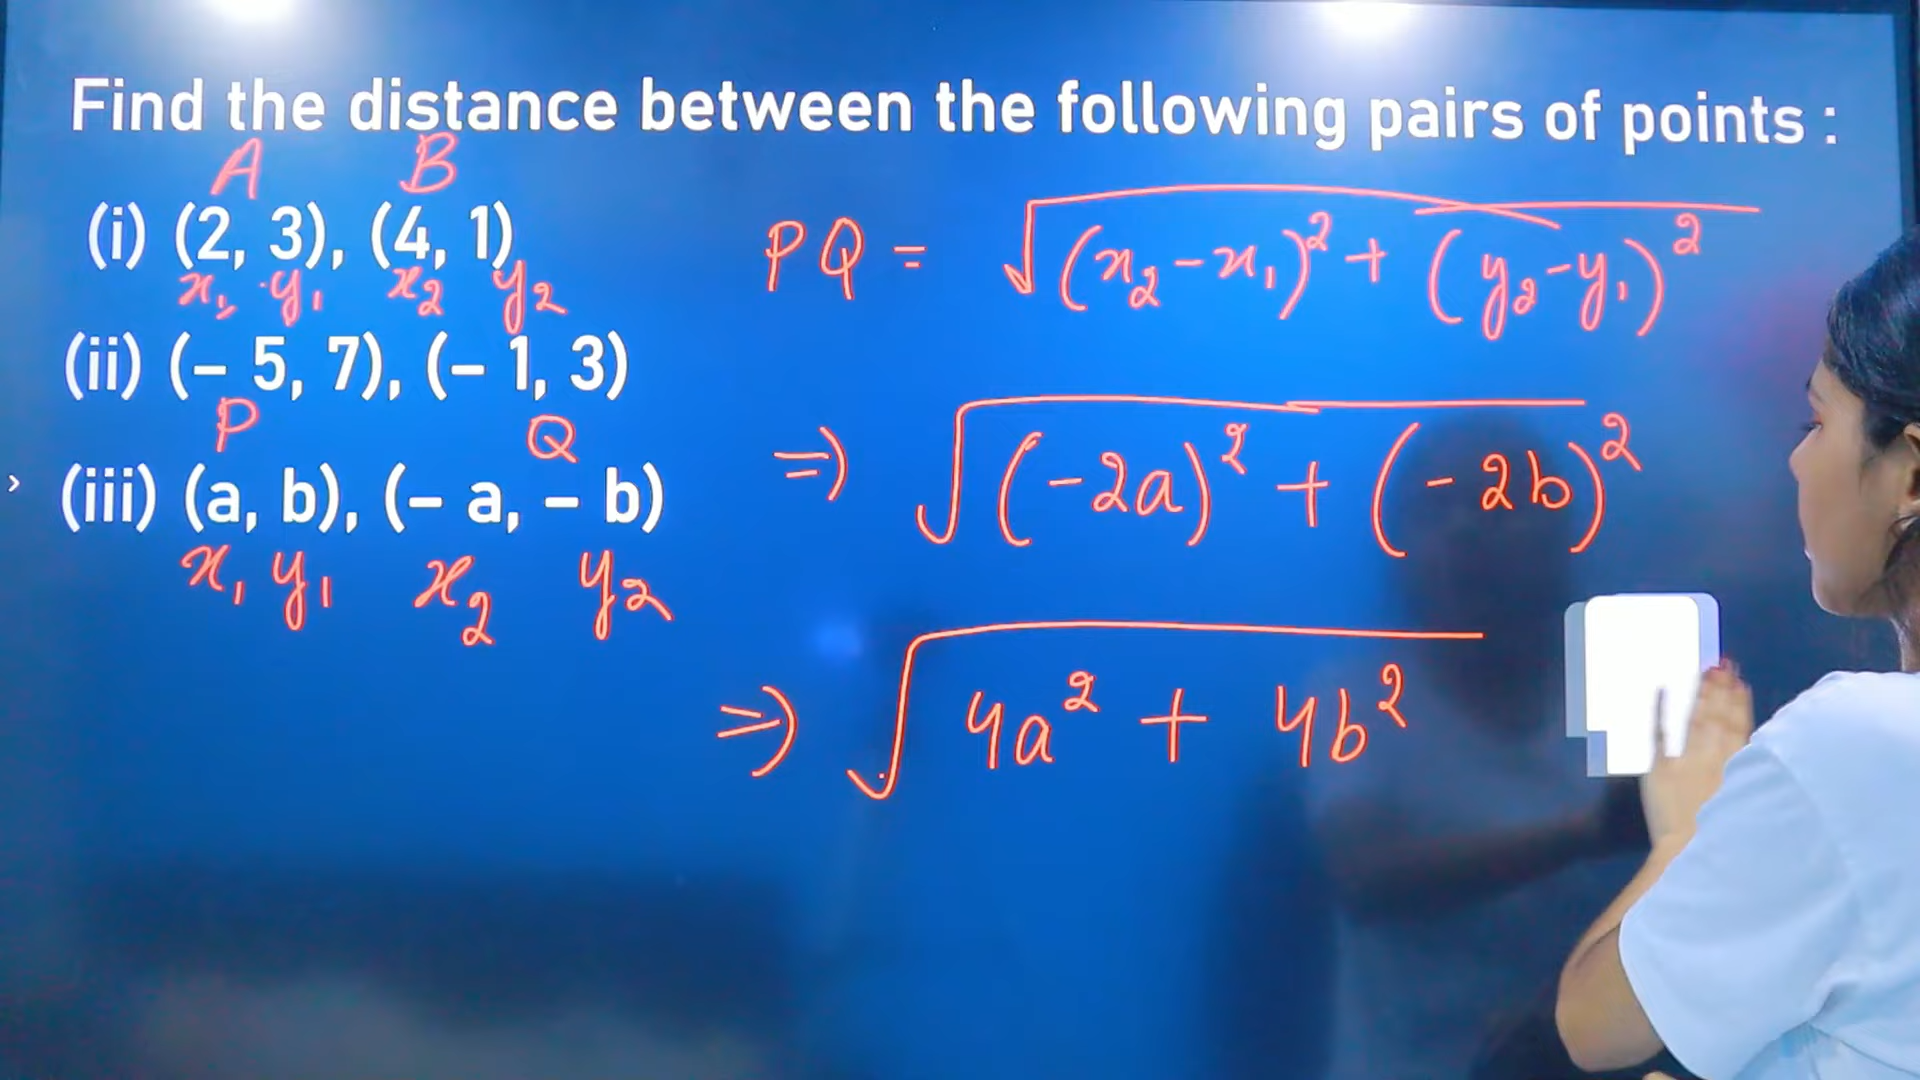 Find the distance between the following pairs of points :
A B
(i) (2, 3), (4, 1)
x₁ y₁ x₂ y₂
(ii) (– 5, 7), (– 1, 3)
P Q
(iii) (a, b), (– a, – b)
x₁ y₁ x₂ y₂
PQ = √(x₂-x₁)² + (y₂-y₁)²
=> √(-2a)² + (-2b)²
=> √4a² + 4b²